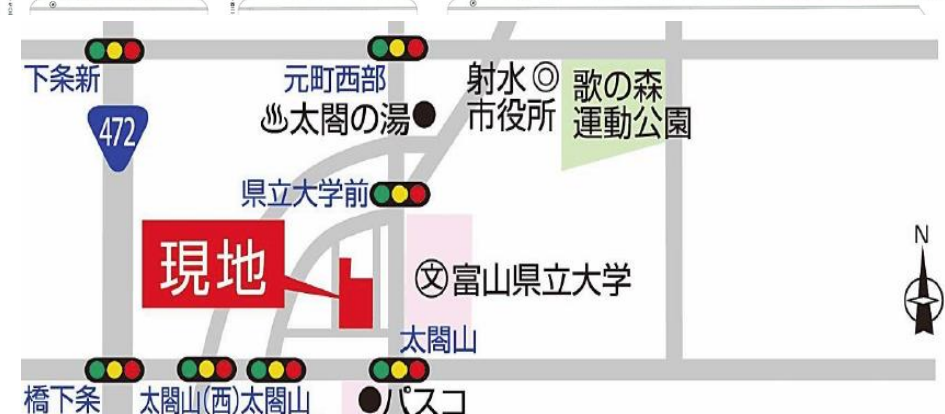 下条新
元町西部
射水
市役所
歌の森
運動公園
472
太閤の湯
県立大学前
N
現地
文
富山県立大学
太閤山
橋下条
太閤山(西)
太閤山
パスコ